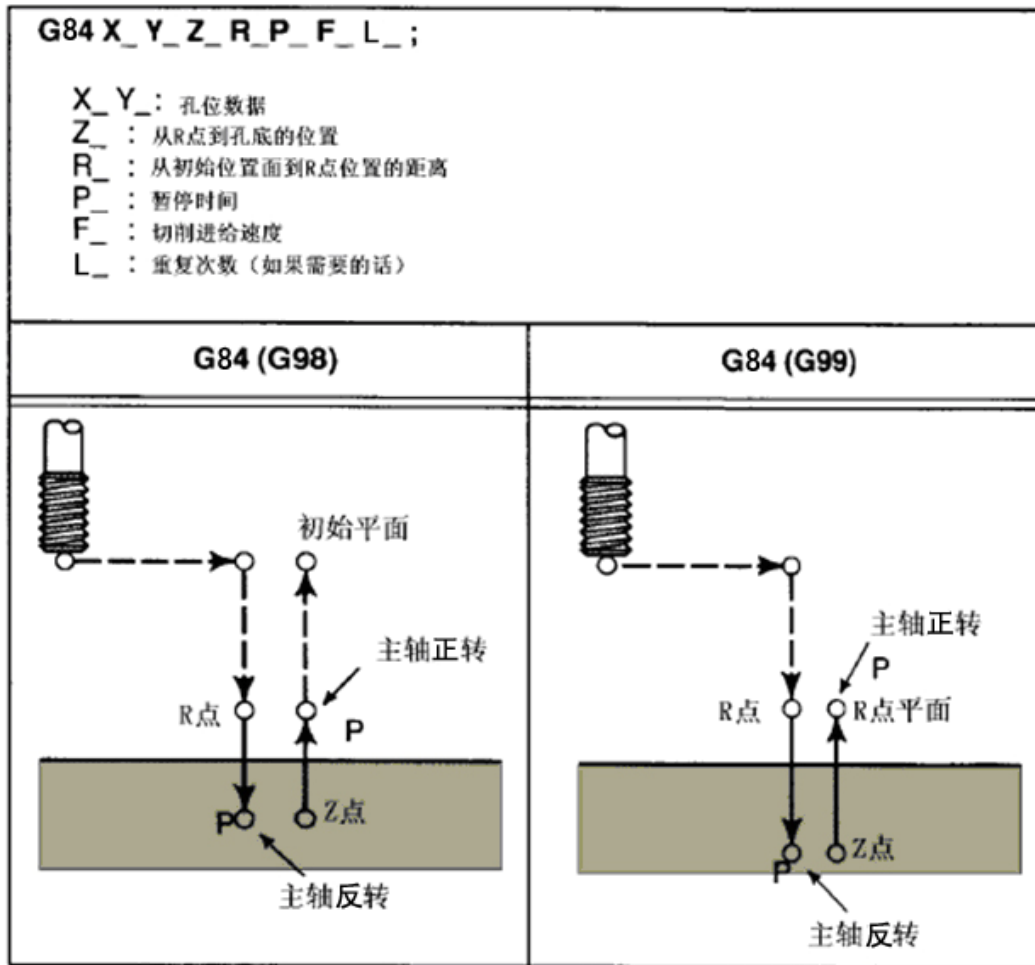 G84 X_ Y_ Z_ R_P_ F_ L_ ;
X_ Y_: 孔位数据
Z_ : 从R点到孔底的位置
R_ : 从初始位置面到R点位置的距离
P_ : 暂停时间
F_ : 切削进给速度
L_ : 重复次数（如果需要的话）
G84 (G98)
G84 (G99)
初始平面
主轴正转
R点
P
P
Z点
主轴反转
主轴正转
P
R点
R点平面
P
Z点
主轴反转